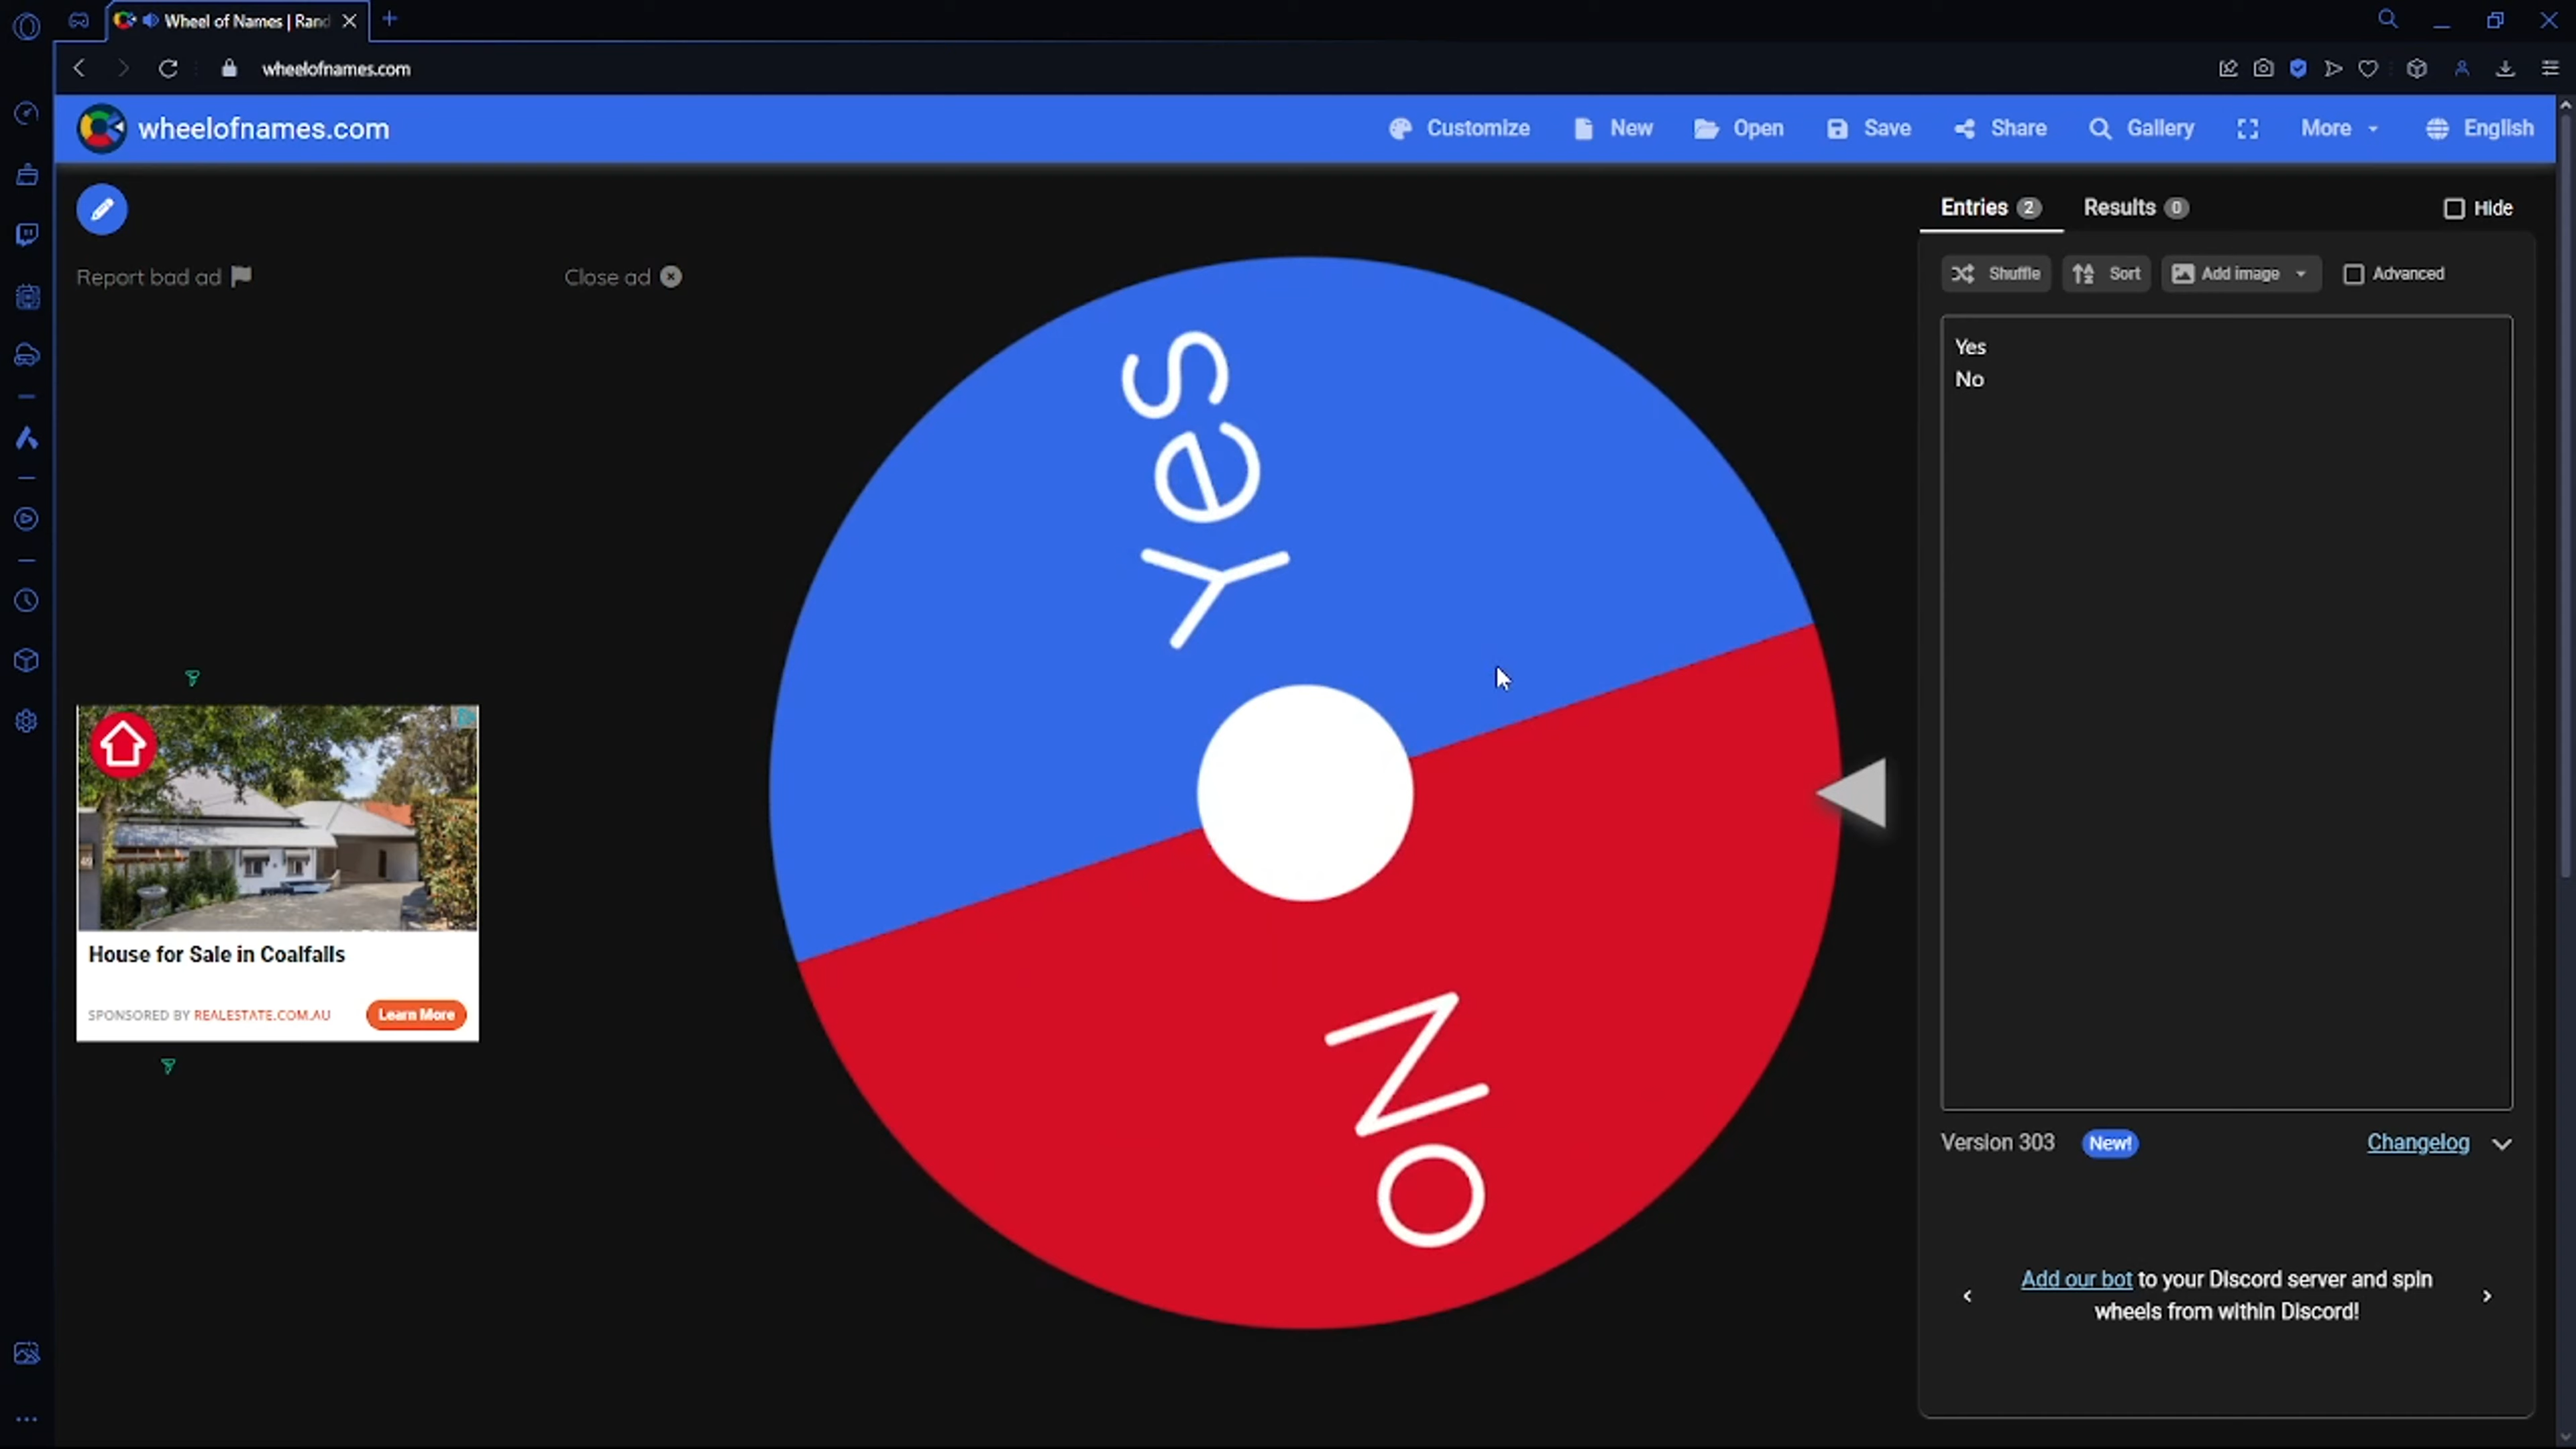 Wheel of Names | Rand
wheelofnames.com
wheelofnames.com
Customize
New
Open
Save
Share
Gallery
More
English
Entries 2
Results 0
Hide
Report bad ad
Close ad
Shuffle
Sort
Add image
Advanced
Yes
No
Yes
No
House for Sale in Coalfalls
SPONSORED BY REALESTATE.COM.AU
Learn More
Version 303
New!
Changelog
Add our bot to your Discord server and spin
wheels from within Discord!